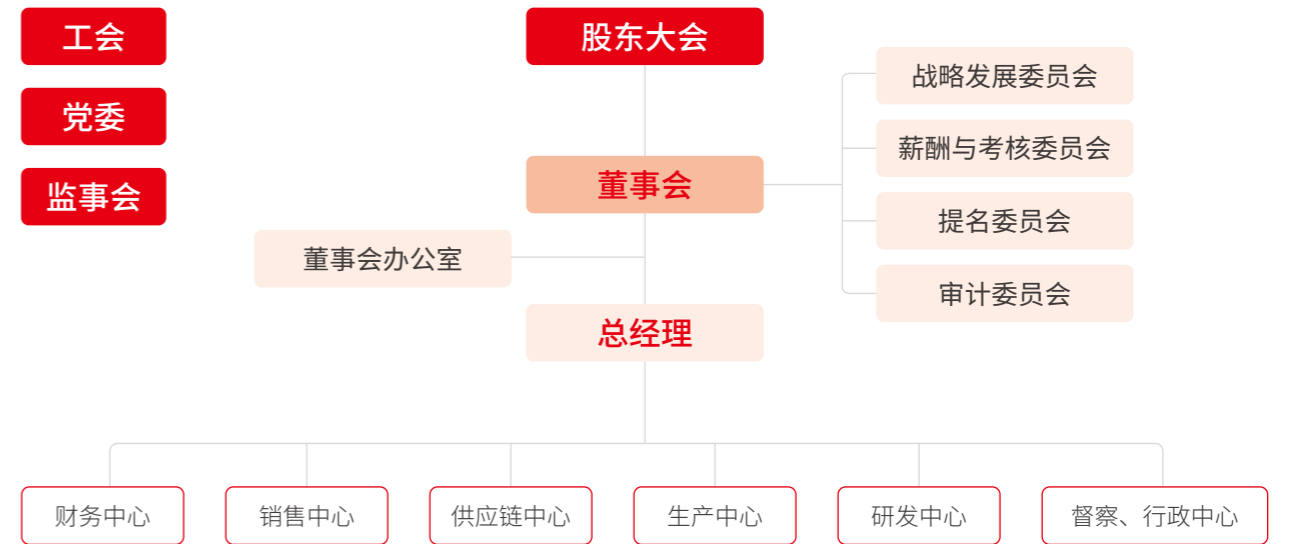 工会
党委
监事会
股东大会
董事会
董事会办公室
总经理
战略发展委员会
薪酬与考核委员会
提名委员会
审计委员会
财务中心
销售中心
供应链中心
生产中心
研发中心
督察、行政中心